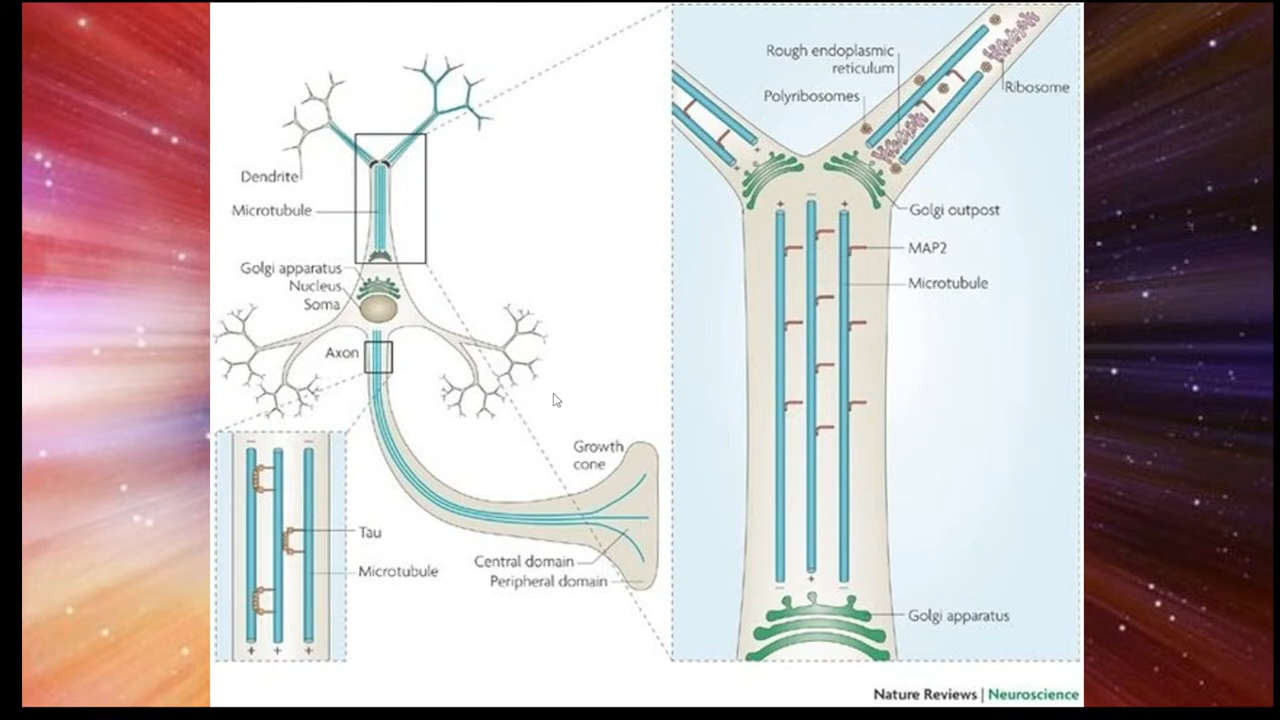 Rough endoplasmic
reticulum
Polyribosomes
Ribosome
Dendrite
Microtubule
Golgi apparatus
Nucleus
Soma
Axon
Golgi outpost
MAP2
Microtubule
Growth
cone
Tau
Microtubule
Central domain
Peripheral domain
Golgi apparatus
Nature Reviews | Neuroscience